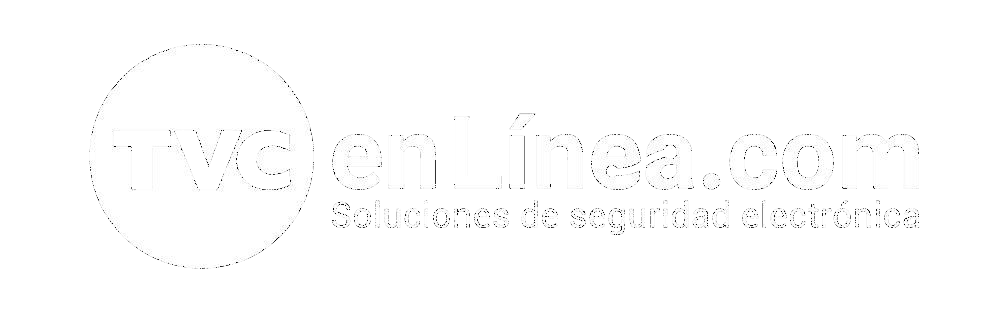 TVC enLínea.com
Soluciones de seguridad electrónica